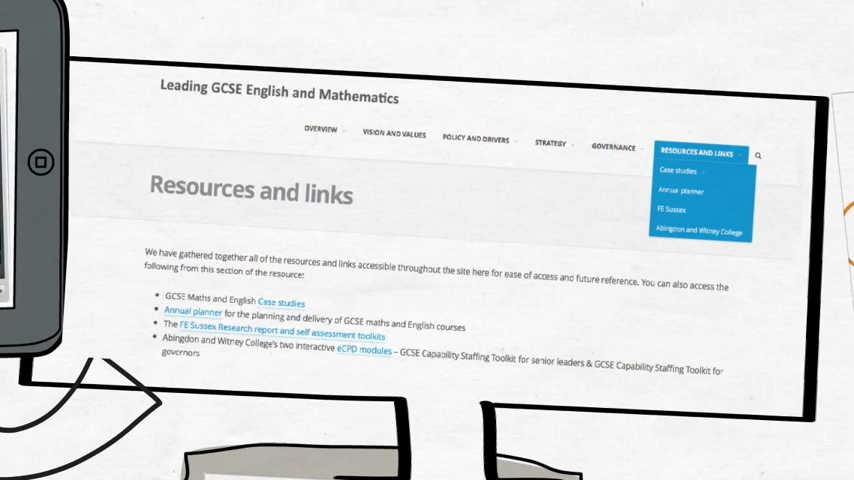 Leading GCSE English and Mathematics
OVERVIEW VISION AND VALUES POLICY AND DRIVERS STRATEGY GOVERNANCE RESOURCES AND LINKS
Case studies
Annual planner
FE Sussex
Abingdon and Witney College
Resources and links
We have gathered together all of the resources and links accessible throughout the site here for ease of access and future reference. You can also access the
following from this section of the resource:
• GCSE Maths and English Case studies
• Annual planner for the planning and delivery of GCSE maths and English courses
• The FE Sussex Research report and self assessment toolkits
• Abingdon and Witney College's two interactive eCPD modules – GCSE Capability Staffing Toolkit for senior leaders & GCSE Capability Staffing Toolkit for
governors